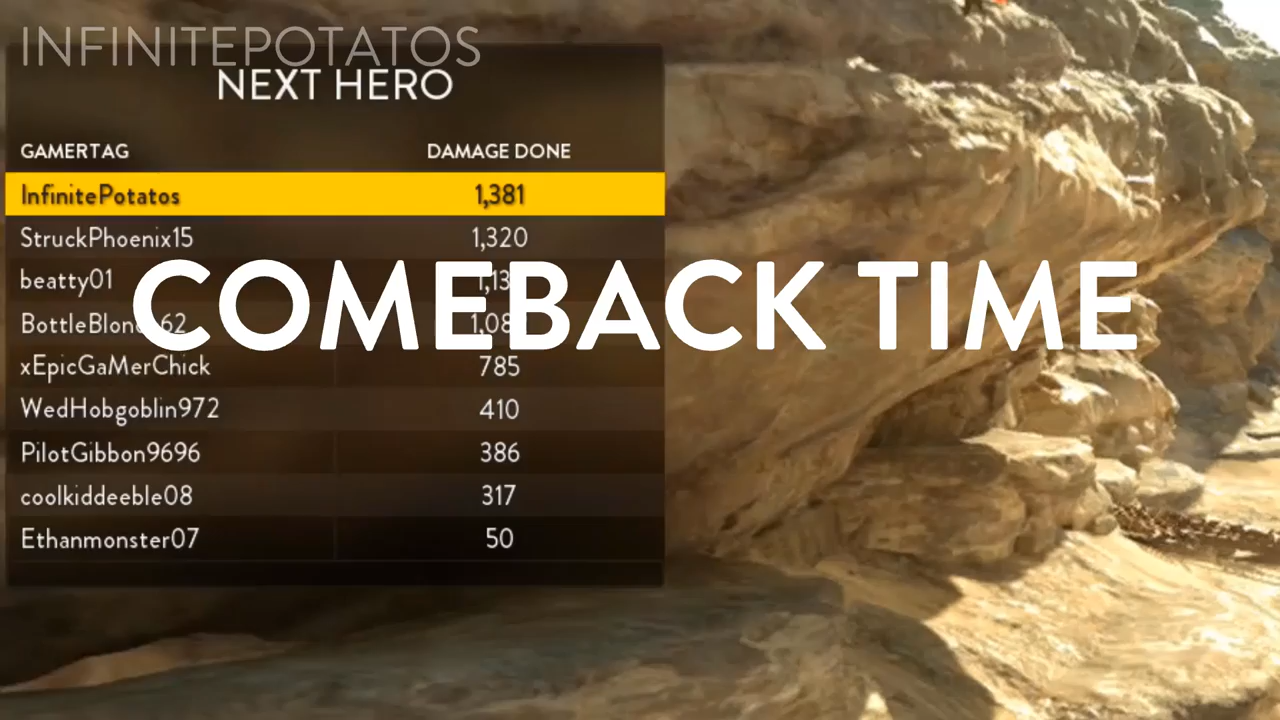 INFINITEPOTATOS
NEXT HERO
GAMERTAG DAMAGE DONE
InfinitePotatos 1,381
StruckPhoenix15 1,320
beatty01
COMEBACK TIME
xEpicGaMerChick 785
WedHobgoblin972 410
PilotGibbon9696 386
coolkiddeeble08 317
Ethanmonster07 50